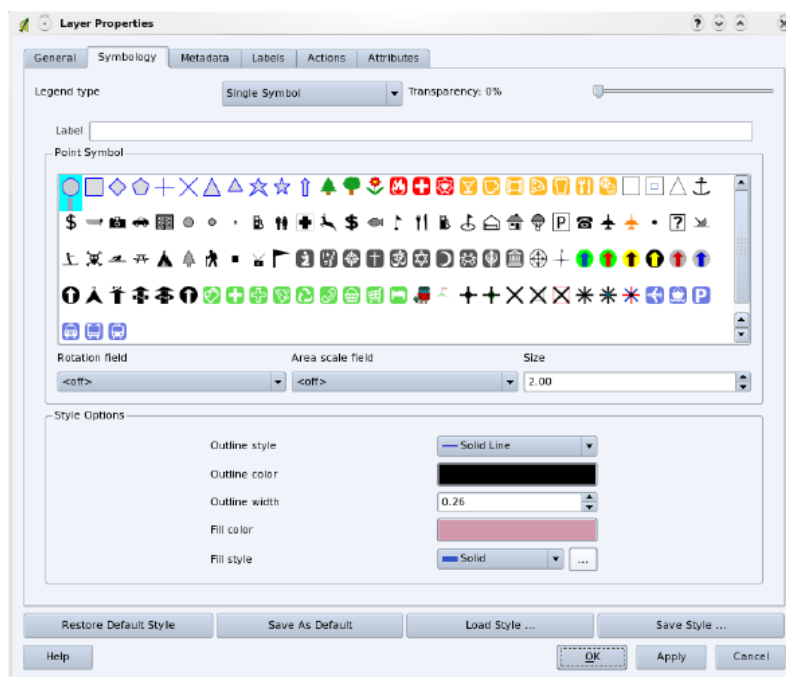 Layer Properties
General Symbology Metadata Labels Actions Attributes
Legend type Single Symbol Transparency: 0%
Label
Point Symbol
Rotation field Area scale field Size
<off> <off> 2.00
Style Options
Outline style Solid Line
Outline color
Outline width 0.26
Fill color
Fill style Solid ...
Restore Default Style Save As Default Load Style ... Save Style ...
Help OK Apply Cancel